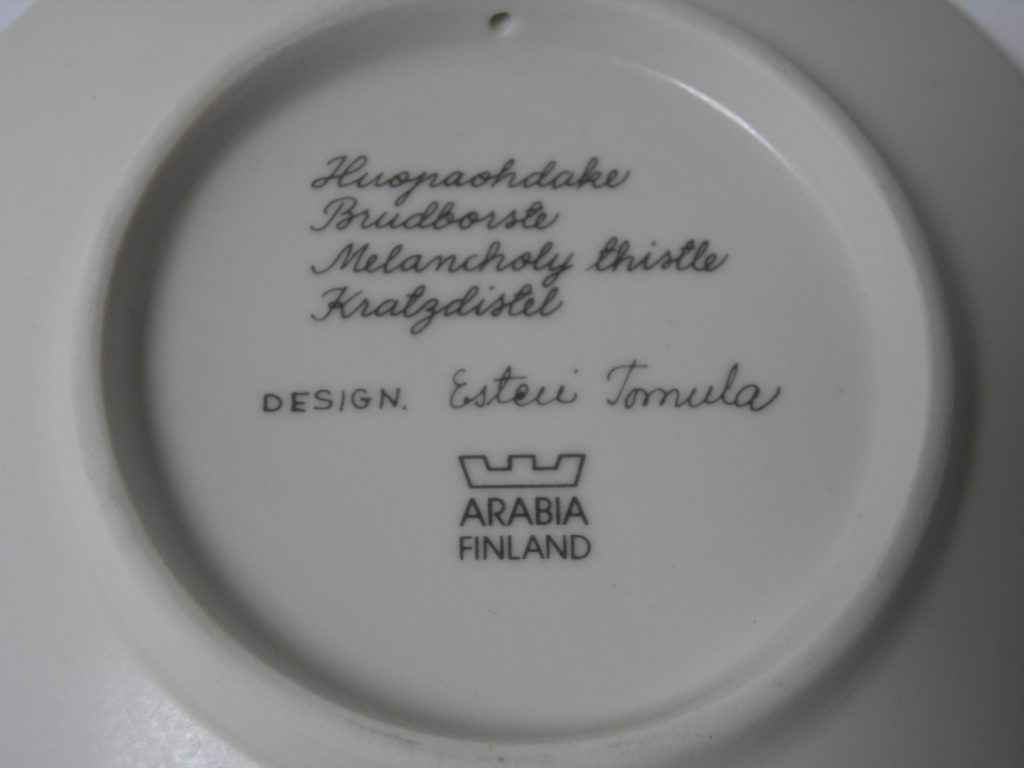 Huopaohdake
Brudborste
Melancholy thistle
Kratzdistel
DESIGN. Esteri Tomula
ARABIA
FINLAND